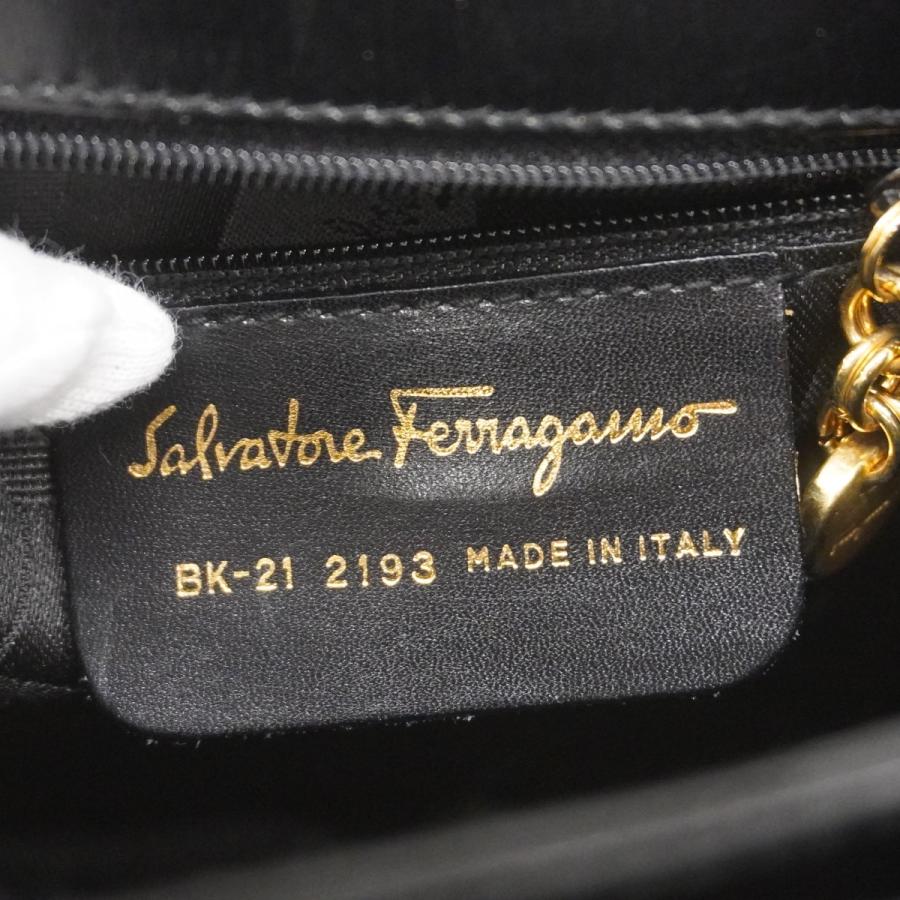 Salvatore Ferragamo
BK-21 2193 MADE IN ITALY